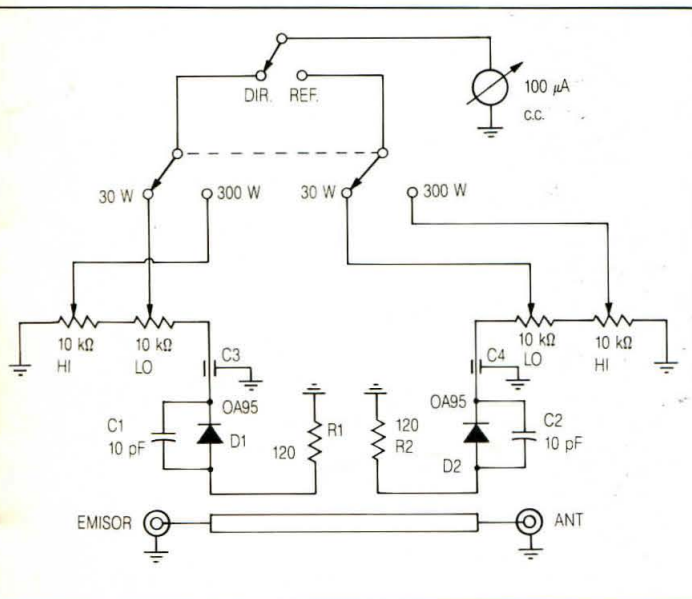 DIR. REF.
100 µA
C.C.
30 W 300 W 30 W 300 W
10 kΩ 10 kΩ 10 kΩ 10 kΩ
HI LO LO HI
C3 C4
OA95 OA95
C1 C2
10 pF 10 pF
D1 D2
R1 120
120 R2
EMISOR ANT